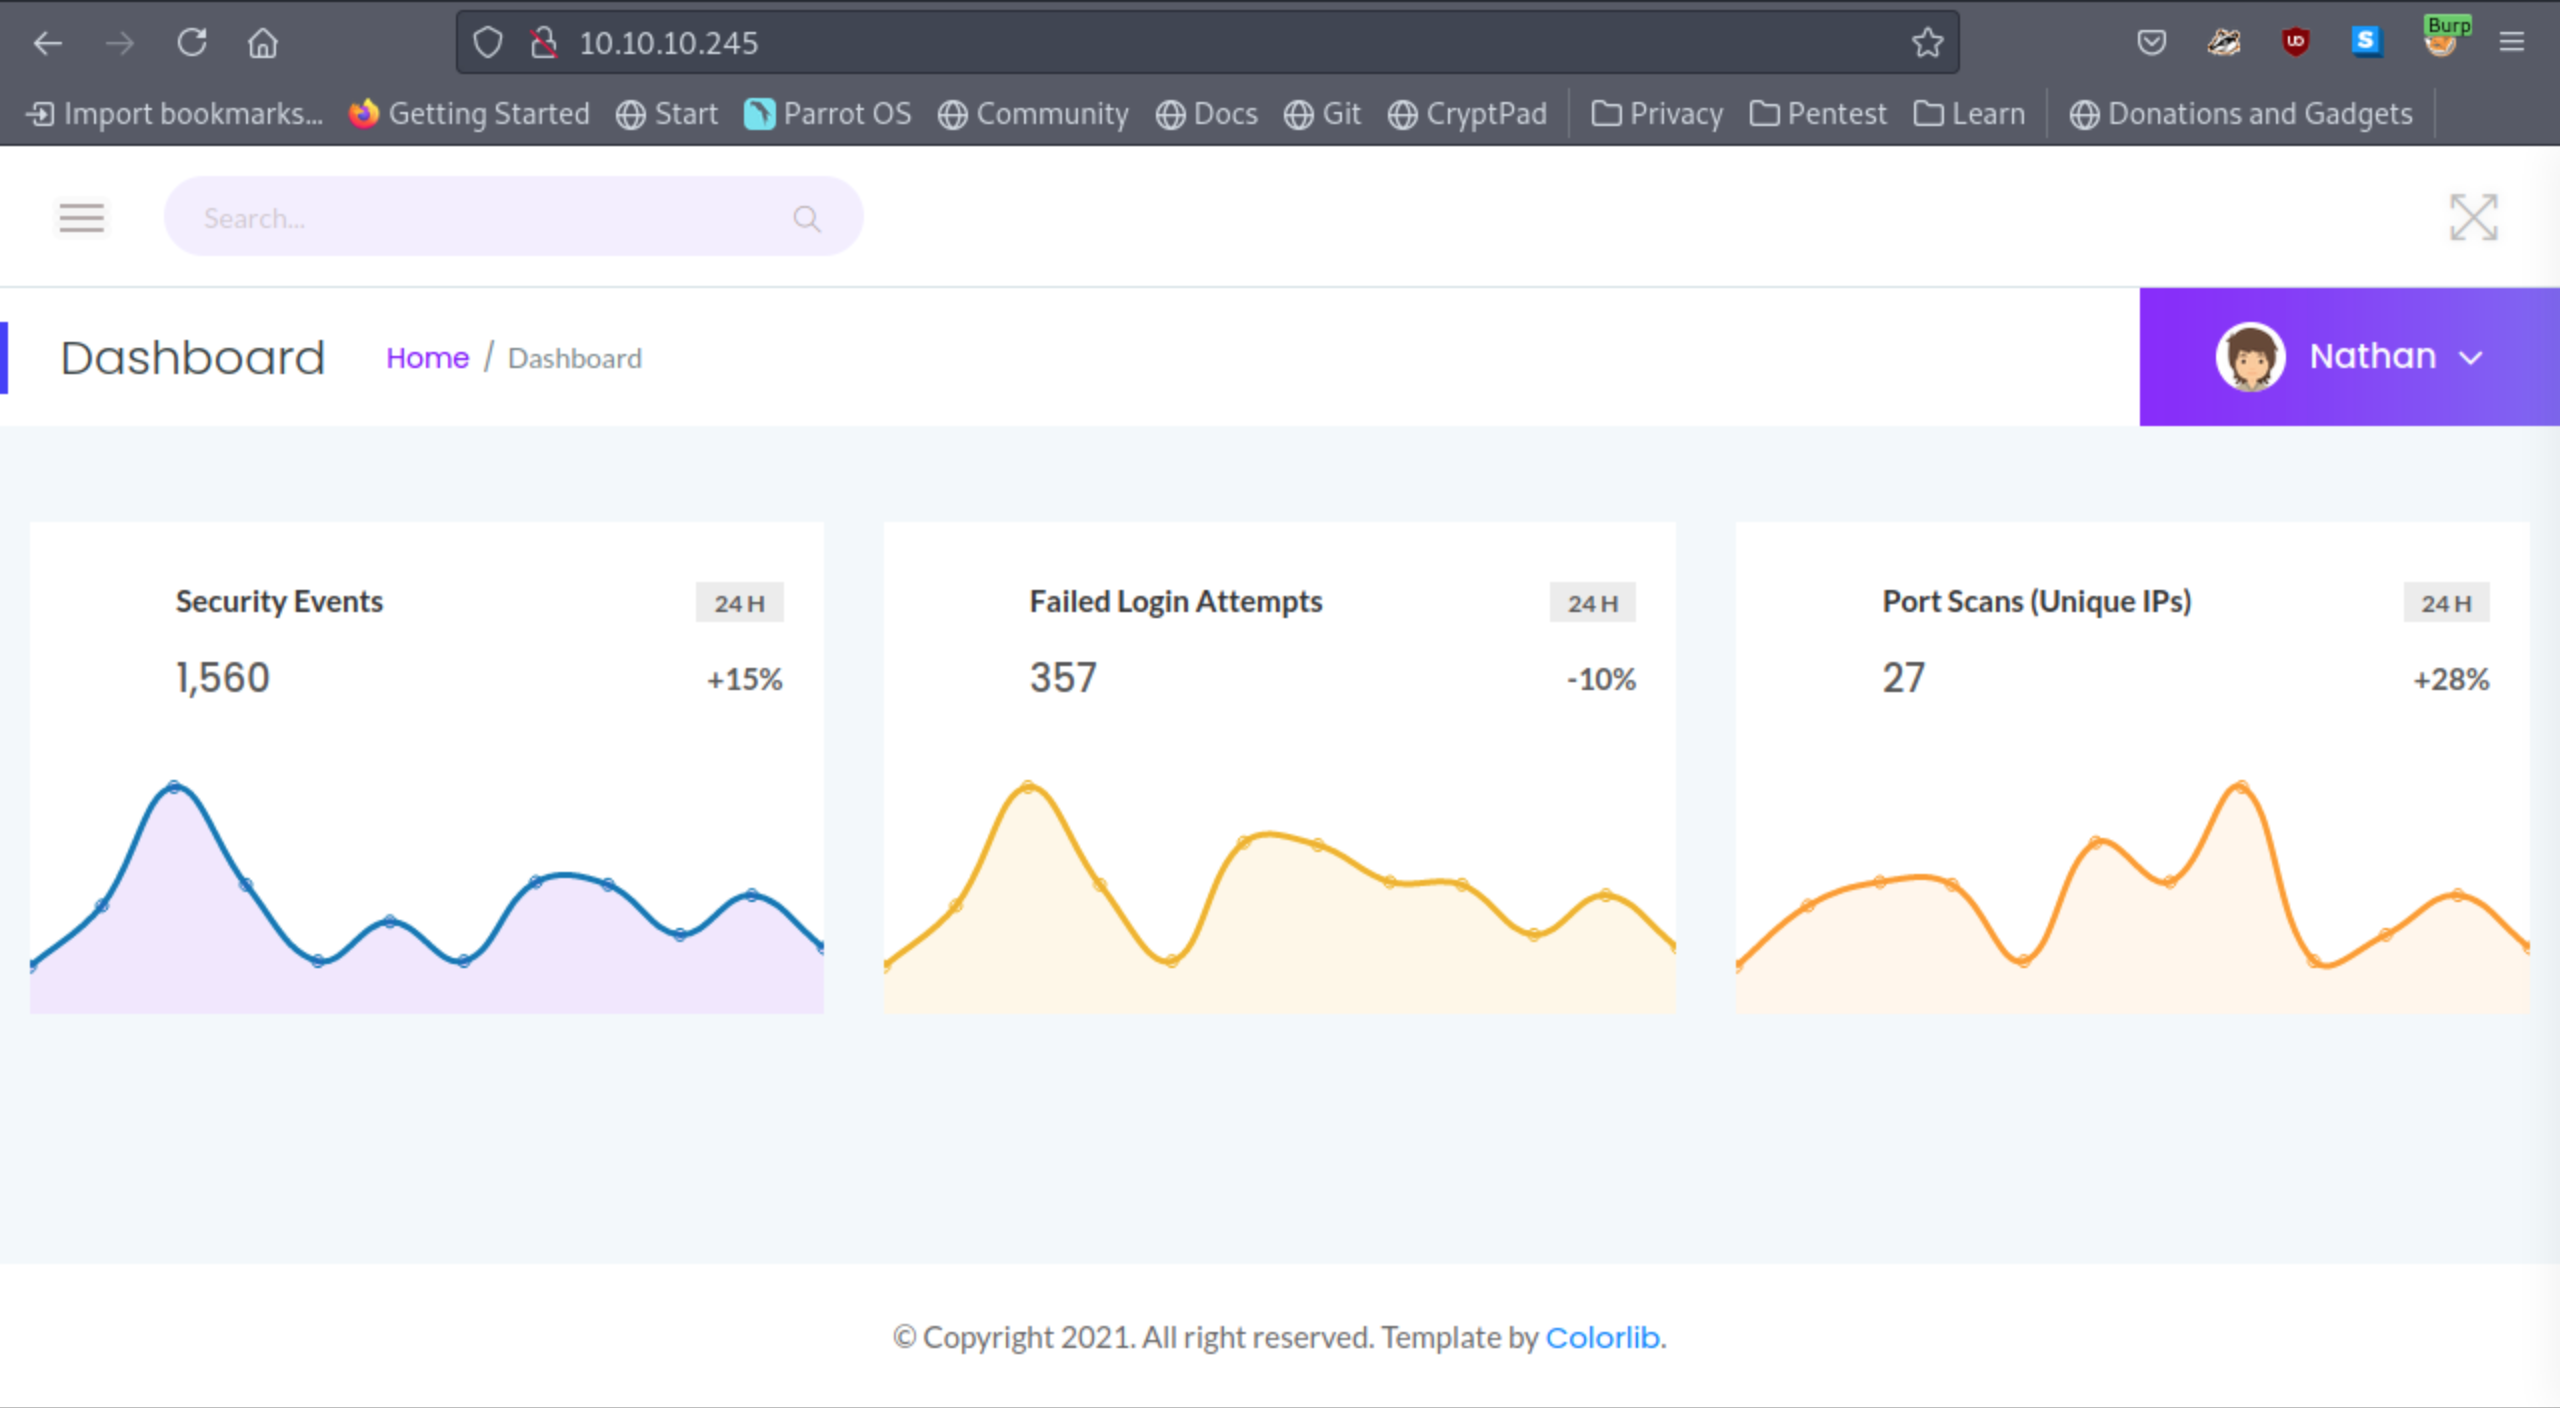 10.10.10.245
Burp
Import bookmarks... Getting Started Start Parrot OS Community Docs Git CryptPad Privacy Pentest Learn Donations and Gadgets
Search...
Dashboard Home / Dashboard
Nathan
Security Events 24 H
1,560 +15%
Failed Login Attempts 24 H
357 -10%
Port Scans (Unique IPs) 24 H
27 +28%
© Copyright 2021. All right reserved. Template by Colorlib.